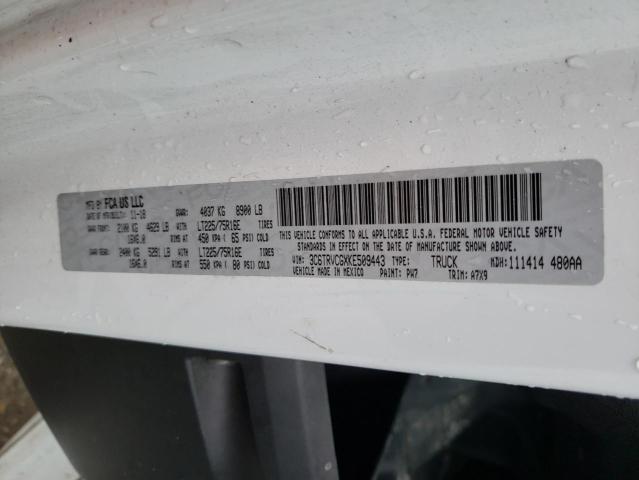 MFD BY FCA US LLC
DATE OF MFR(BUILT): 11-18 GVWR: 4037 KG 8900 LB
GAWR FRONT: 2100 KG 4629 LB LT225/75R16E TIRES
16X6.0 RIMS AT 450 KPA( 65 PSI) COLD
GAWR REAR: 2400 KG 5291 LB LT225/75R16E TIRES
16X6.0 RIMS AT 550 KPA( 80 PSI) COLD
THIS VEHICLE CONFORMS TO ALL APPLICABLE U.S.A. FEDERAL MOTOR VEHICLE SAFETY
STANDARDS IN EFFECT ON THE DATE OF MANUFACTURE SHOWN ABOVE.
VIN: 3C6TRVCGXKE509443 TYPE: TRUCK MDH: 111414 480AA
VEHICLE MADE IN MEXICO PAINT: PW7 TRIM: A7X9